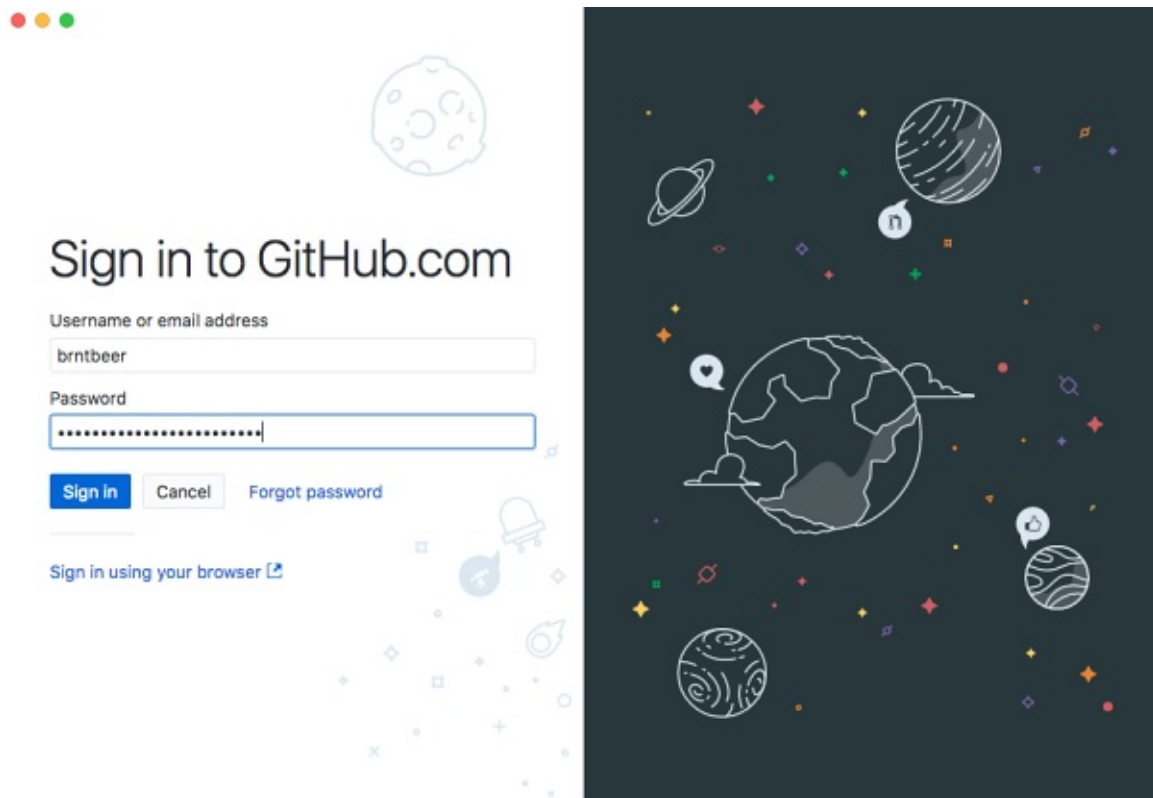 Sign in to GitHub.com
Username or email address
brntbeer
Password
••••••••••••••••••••••••
Sign in Cancel Forgot password
Sign in using your browser